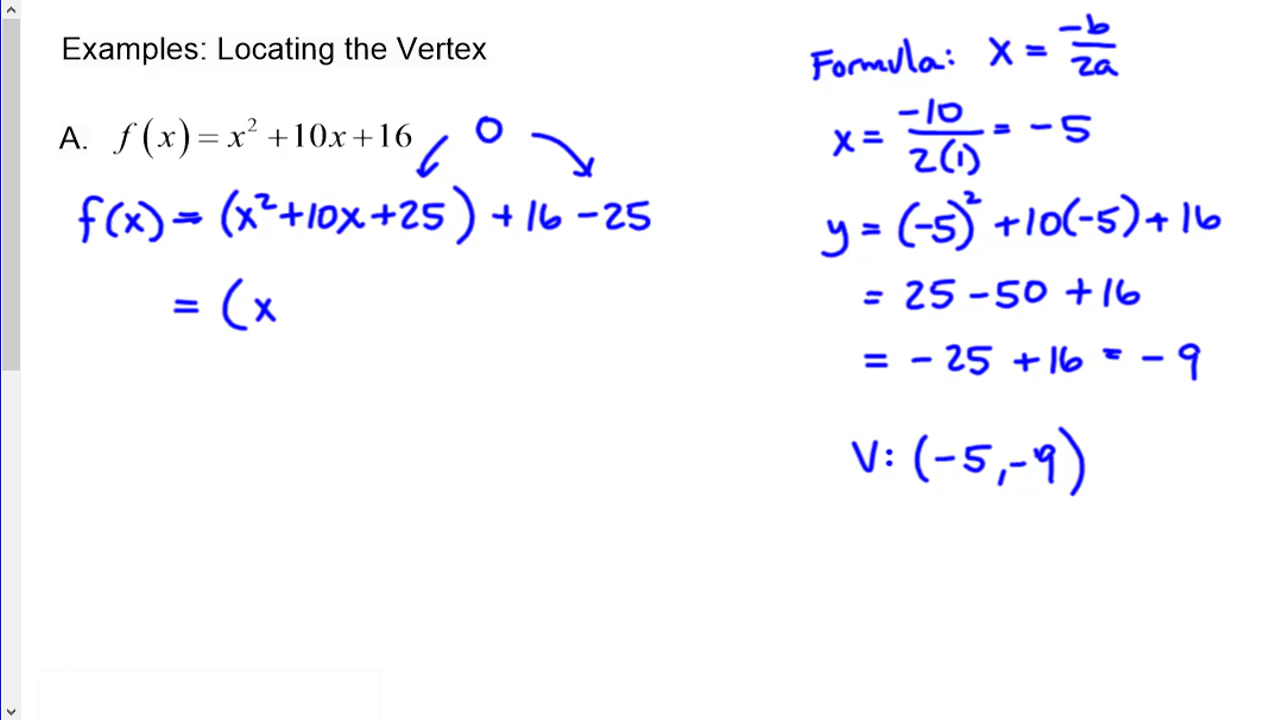 Examples: Locating the Vertex
A. f(x) = x² + 10x + 16
0
f(x) = (x² + 10x + 25) + 16 - 25
= (x
Formula: x = -b/2a
x = -10/2(1) = -5
y = (-5)² + 10(-5) + 16
= 25 - 50 + 16
= -25 + 16 = -9
V: (-5, -9)